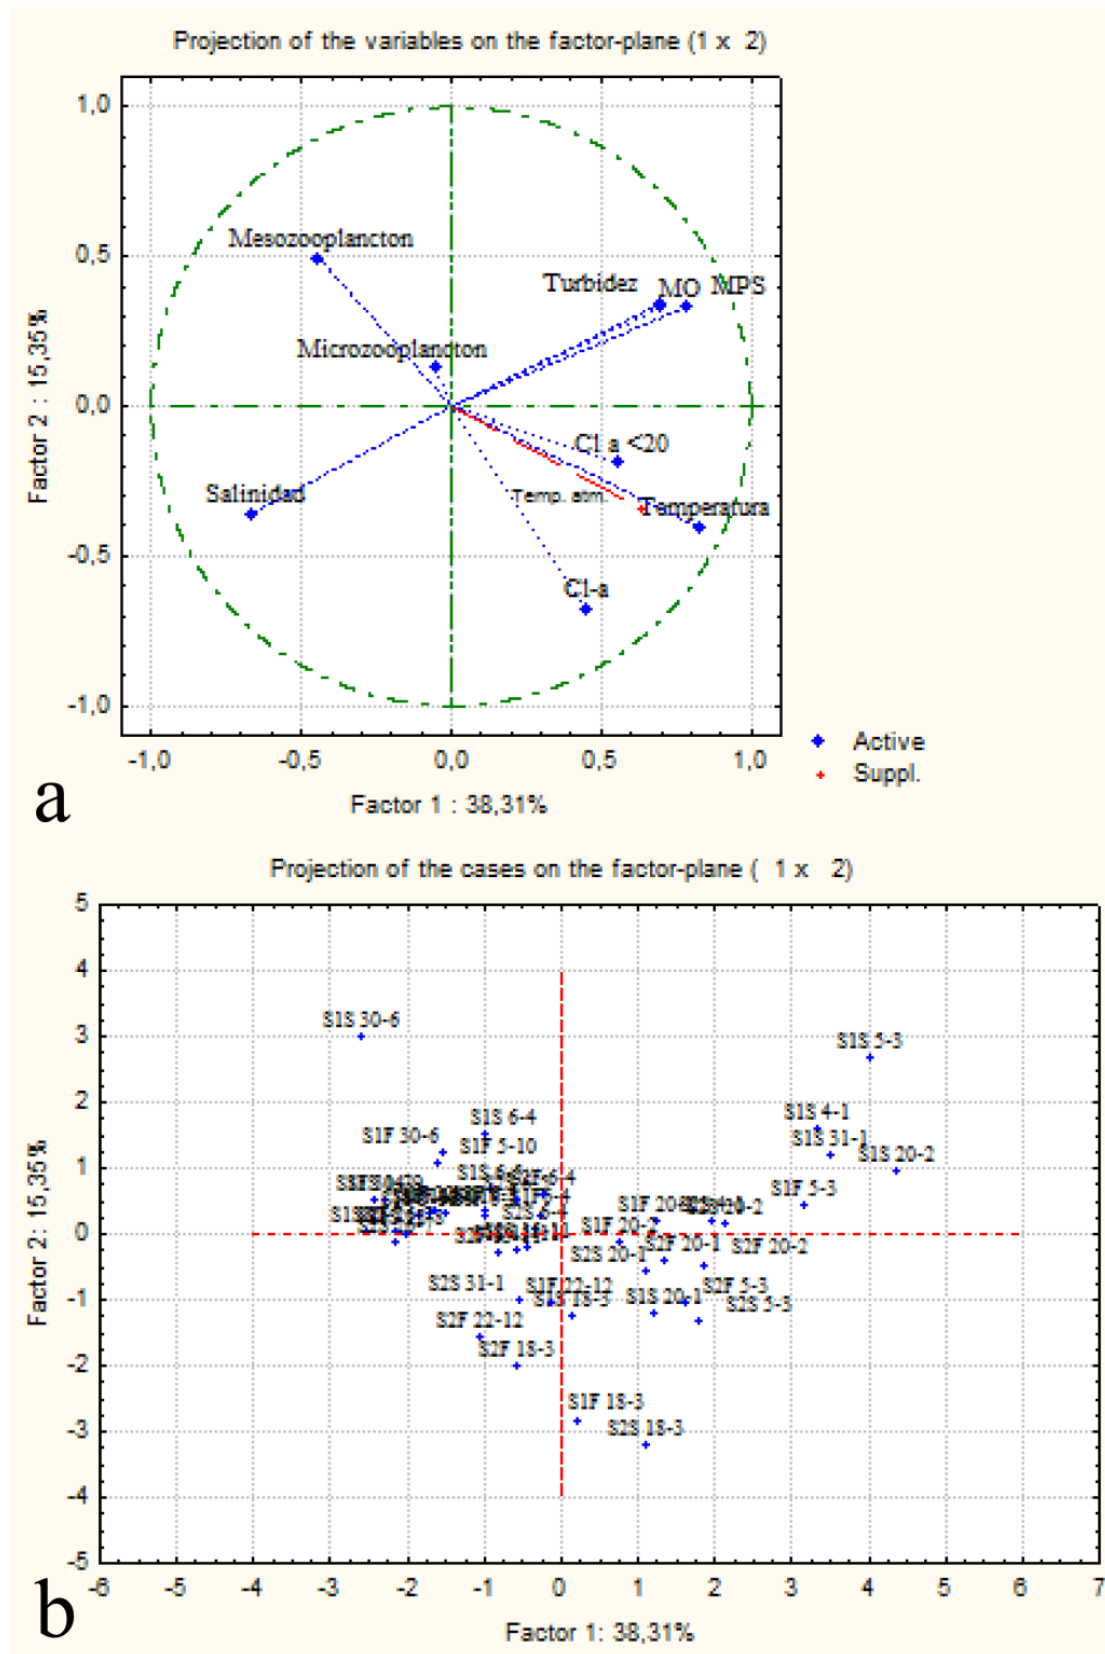 Projection of the variables on the factor-plane (1 x 2)
1,0
0,5
0,0
-0,5
-1,0
Factor 2 : 15,35%
Mesozooplancton
Turbidez MO MPS
Microzooplancton
Cl a <20
Salinidad
Temp. atm.
Temperatura
Cl-a
-1,0 -0,5 0,0 0,5 1,0
Factor 1 : 38,31%
Active
Suppl.
a
Projection of the cases on the factor-plane ( 1 x 2)
5
4
3
2
1
0
-1
-2
-3
-4
-5
Factor 2: 15,35%
S1S 30-6
S1S 5-3
S1S 4-1
S1S 6-4
S1S 31-1
S1F 30-6
S1F 5-10
S1S 20-2
S1F 5-3
S1F 20-2
S2F 20-1
S2F 20-2
S2S 20-1
S2S 31-1
S1F 22-12
S1S 18-3
S1S 20-1
S2F 5-3
S2S 5-3
S2F 22-12
S2F 18-3
S1F 18-3
S2S 18-3
-6 -5 -4 -3 -2 -1 0 1 2 3 4 5 6 7
Factor 1: 38,31%
b